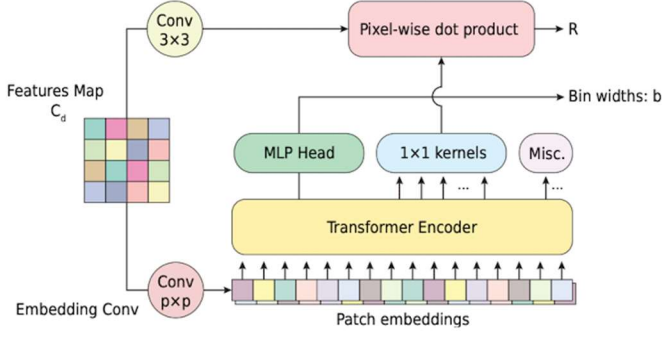 Conv
3×3
Pixel-wise dot product
R
Features Map
C_d
Bin widths: b
MLP Head
1×1 kernels
Misc.
...
...
Transformer Encoder
Conv
p×p
Embedding Conv
Patch embeddings